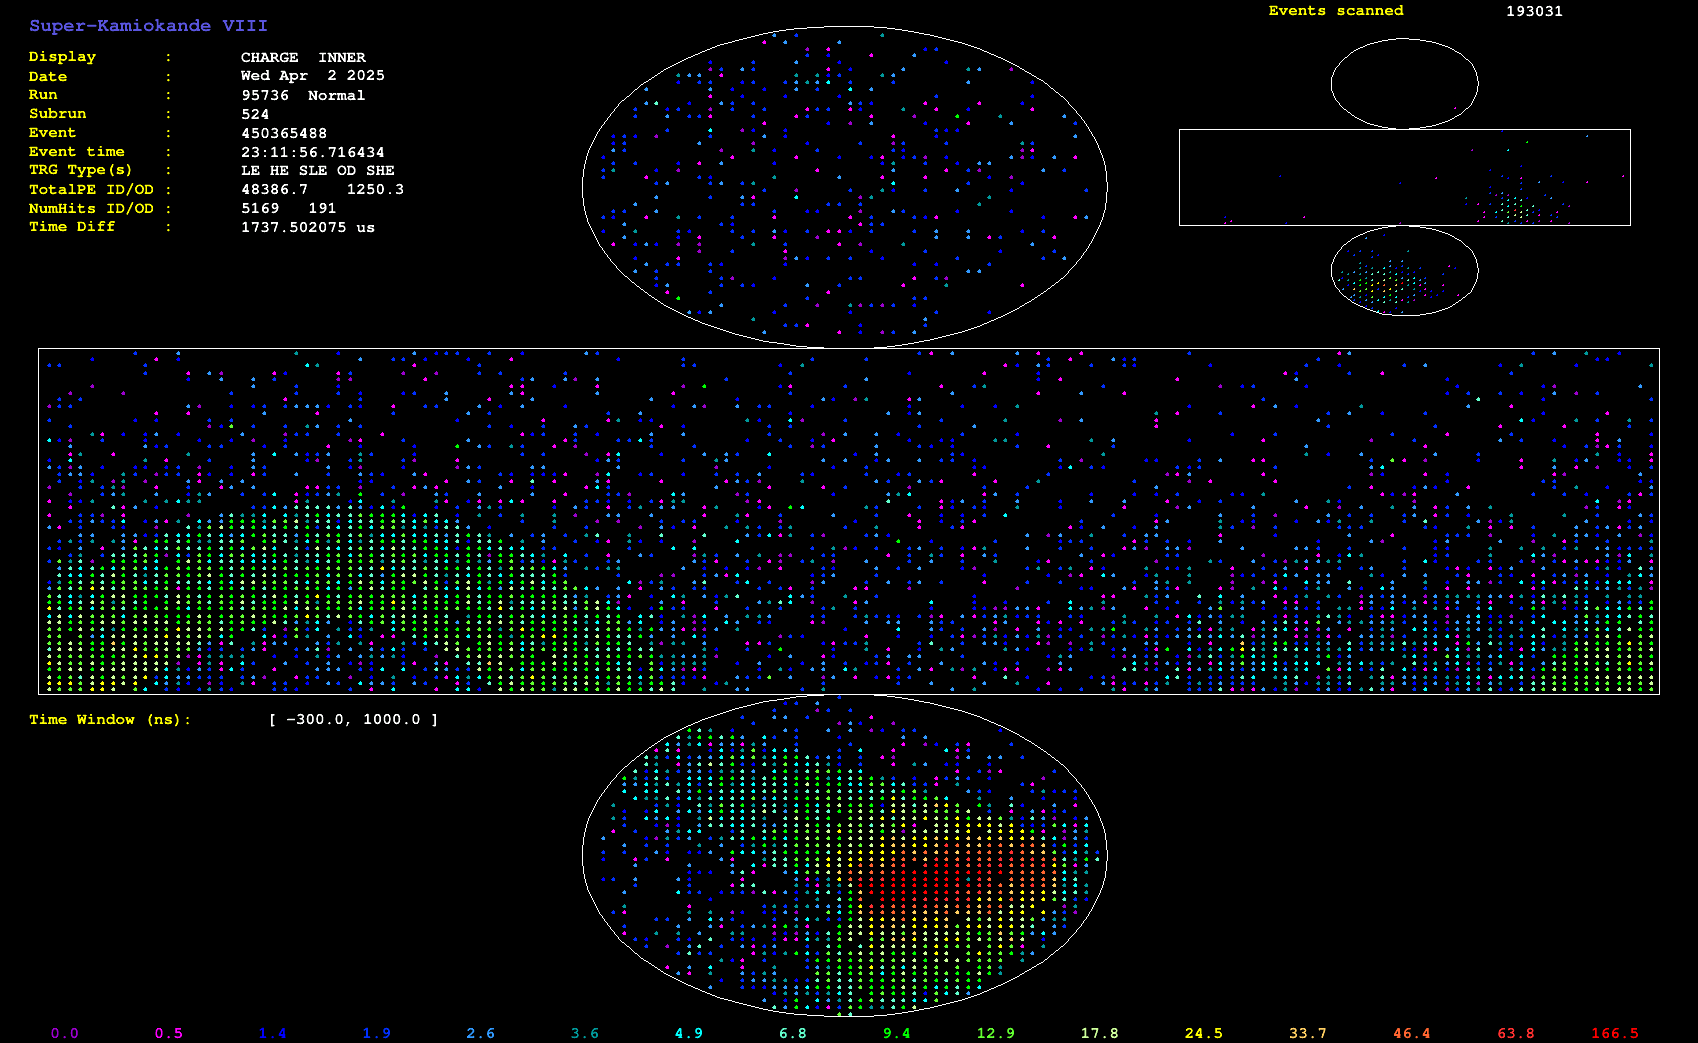 Super-Kamiokande VIII
Events scanned 193031
Display : CHARGE INNER
Date : Wed Apr 2 2025
Run : 95736 Normal
Subrun : 524
Event : 450365488
Event time : 23:11:56.716434
TRG Type(s) : LE HE SLE OD SHE
TotalPE ID/OD : 48386.7 1250.3
NumHits ID/OD : 5169 191
Time Diff : 1737.502075 us
Time Window (ns): [ -300.0, 1000.0 ]
0.0 0.5 1.4 1.9 2.6 3.6 4.9 6.8 9.4 12.9 17.8 24.5 33.7 46.4 63.8 166.5